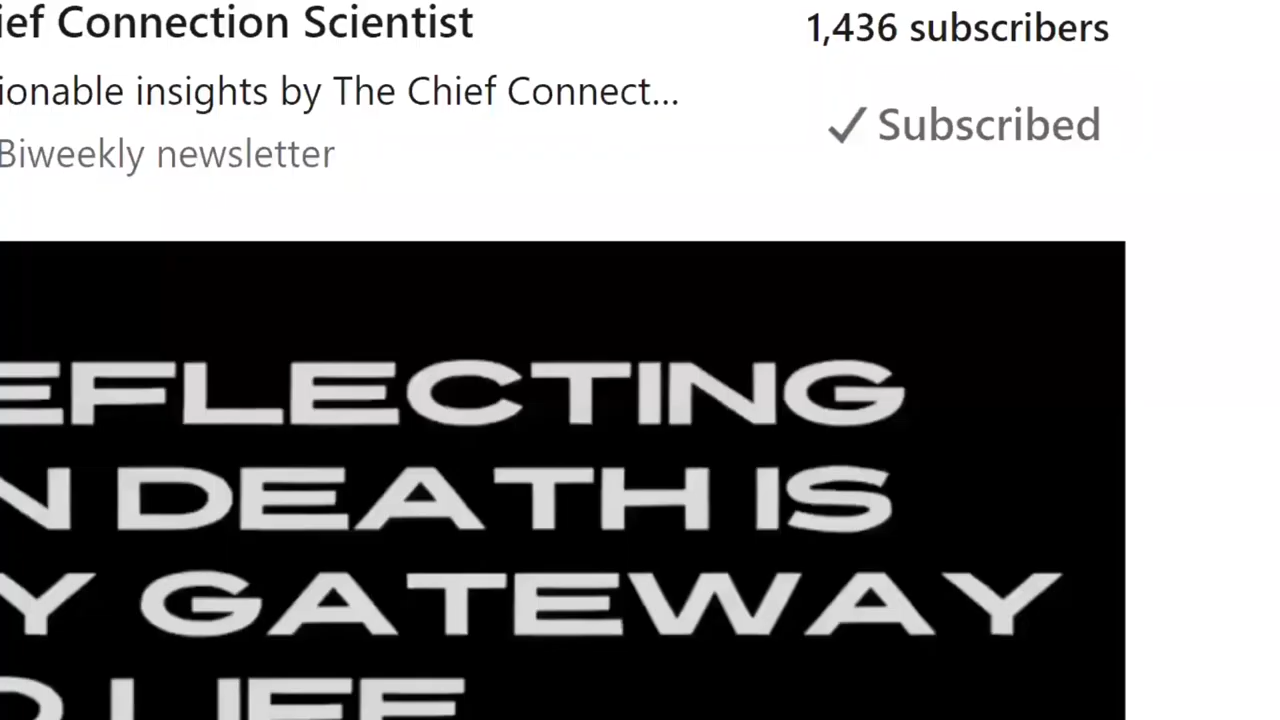 ief Connection Scientist
1,436 subscribers
ionable insights by The Chief Connect...
✓ Subscribed
Biweekly newsletter
EFLECTING
N DEATH IS
Y GATEWAY
O LIFE